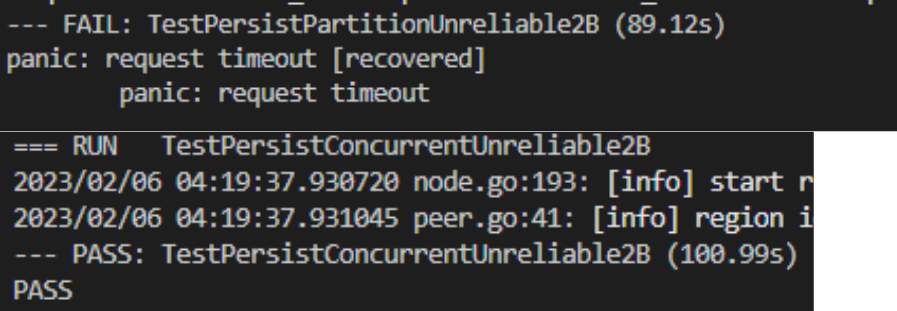 --- FAIL: TestPersistPartitionUnreliable2B (89.12s)
panic: request timeout [recovered]
panic: request timeout
=== RUN TestPersistConcurrentUnreliable2B
2023/02/06 04:19:37.930720 node.go:193: [info] start r
2023/02/06 04:19:37.931045 peer.go:41: [info] region i
--- PASS: TestPersistConcurrentUnreliable2B (100.99s)
PASS